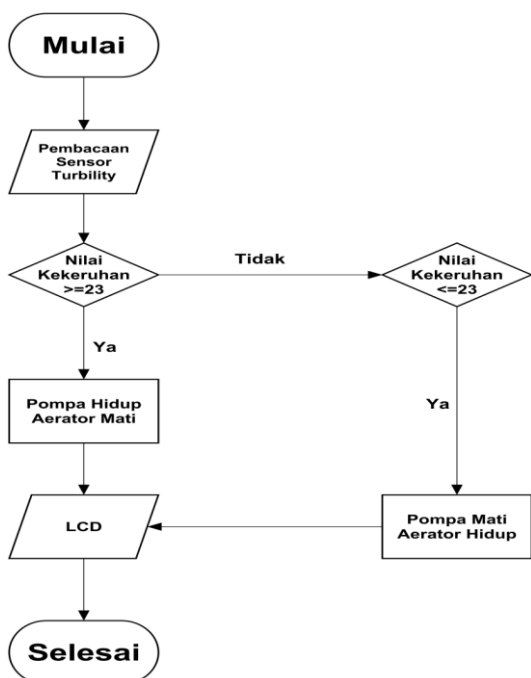 Mulai
Pembacaan
Sensor
Turbility
Nilai
Kekeruhan
>=23
Tidak
Nilai
Kekeruhan
<=23
Ya
Pompa Hidup
Aerator Mati
Ya
LCD
Pompa Mati
Aerator Hidup
Selesai